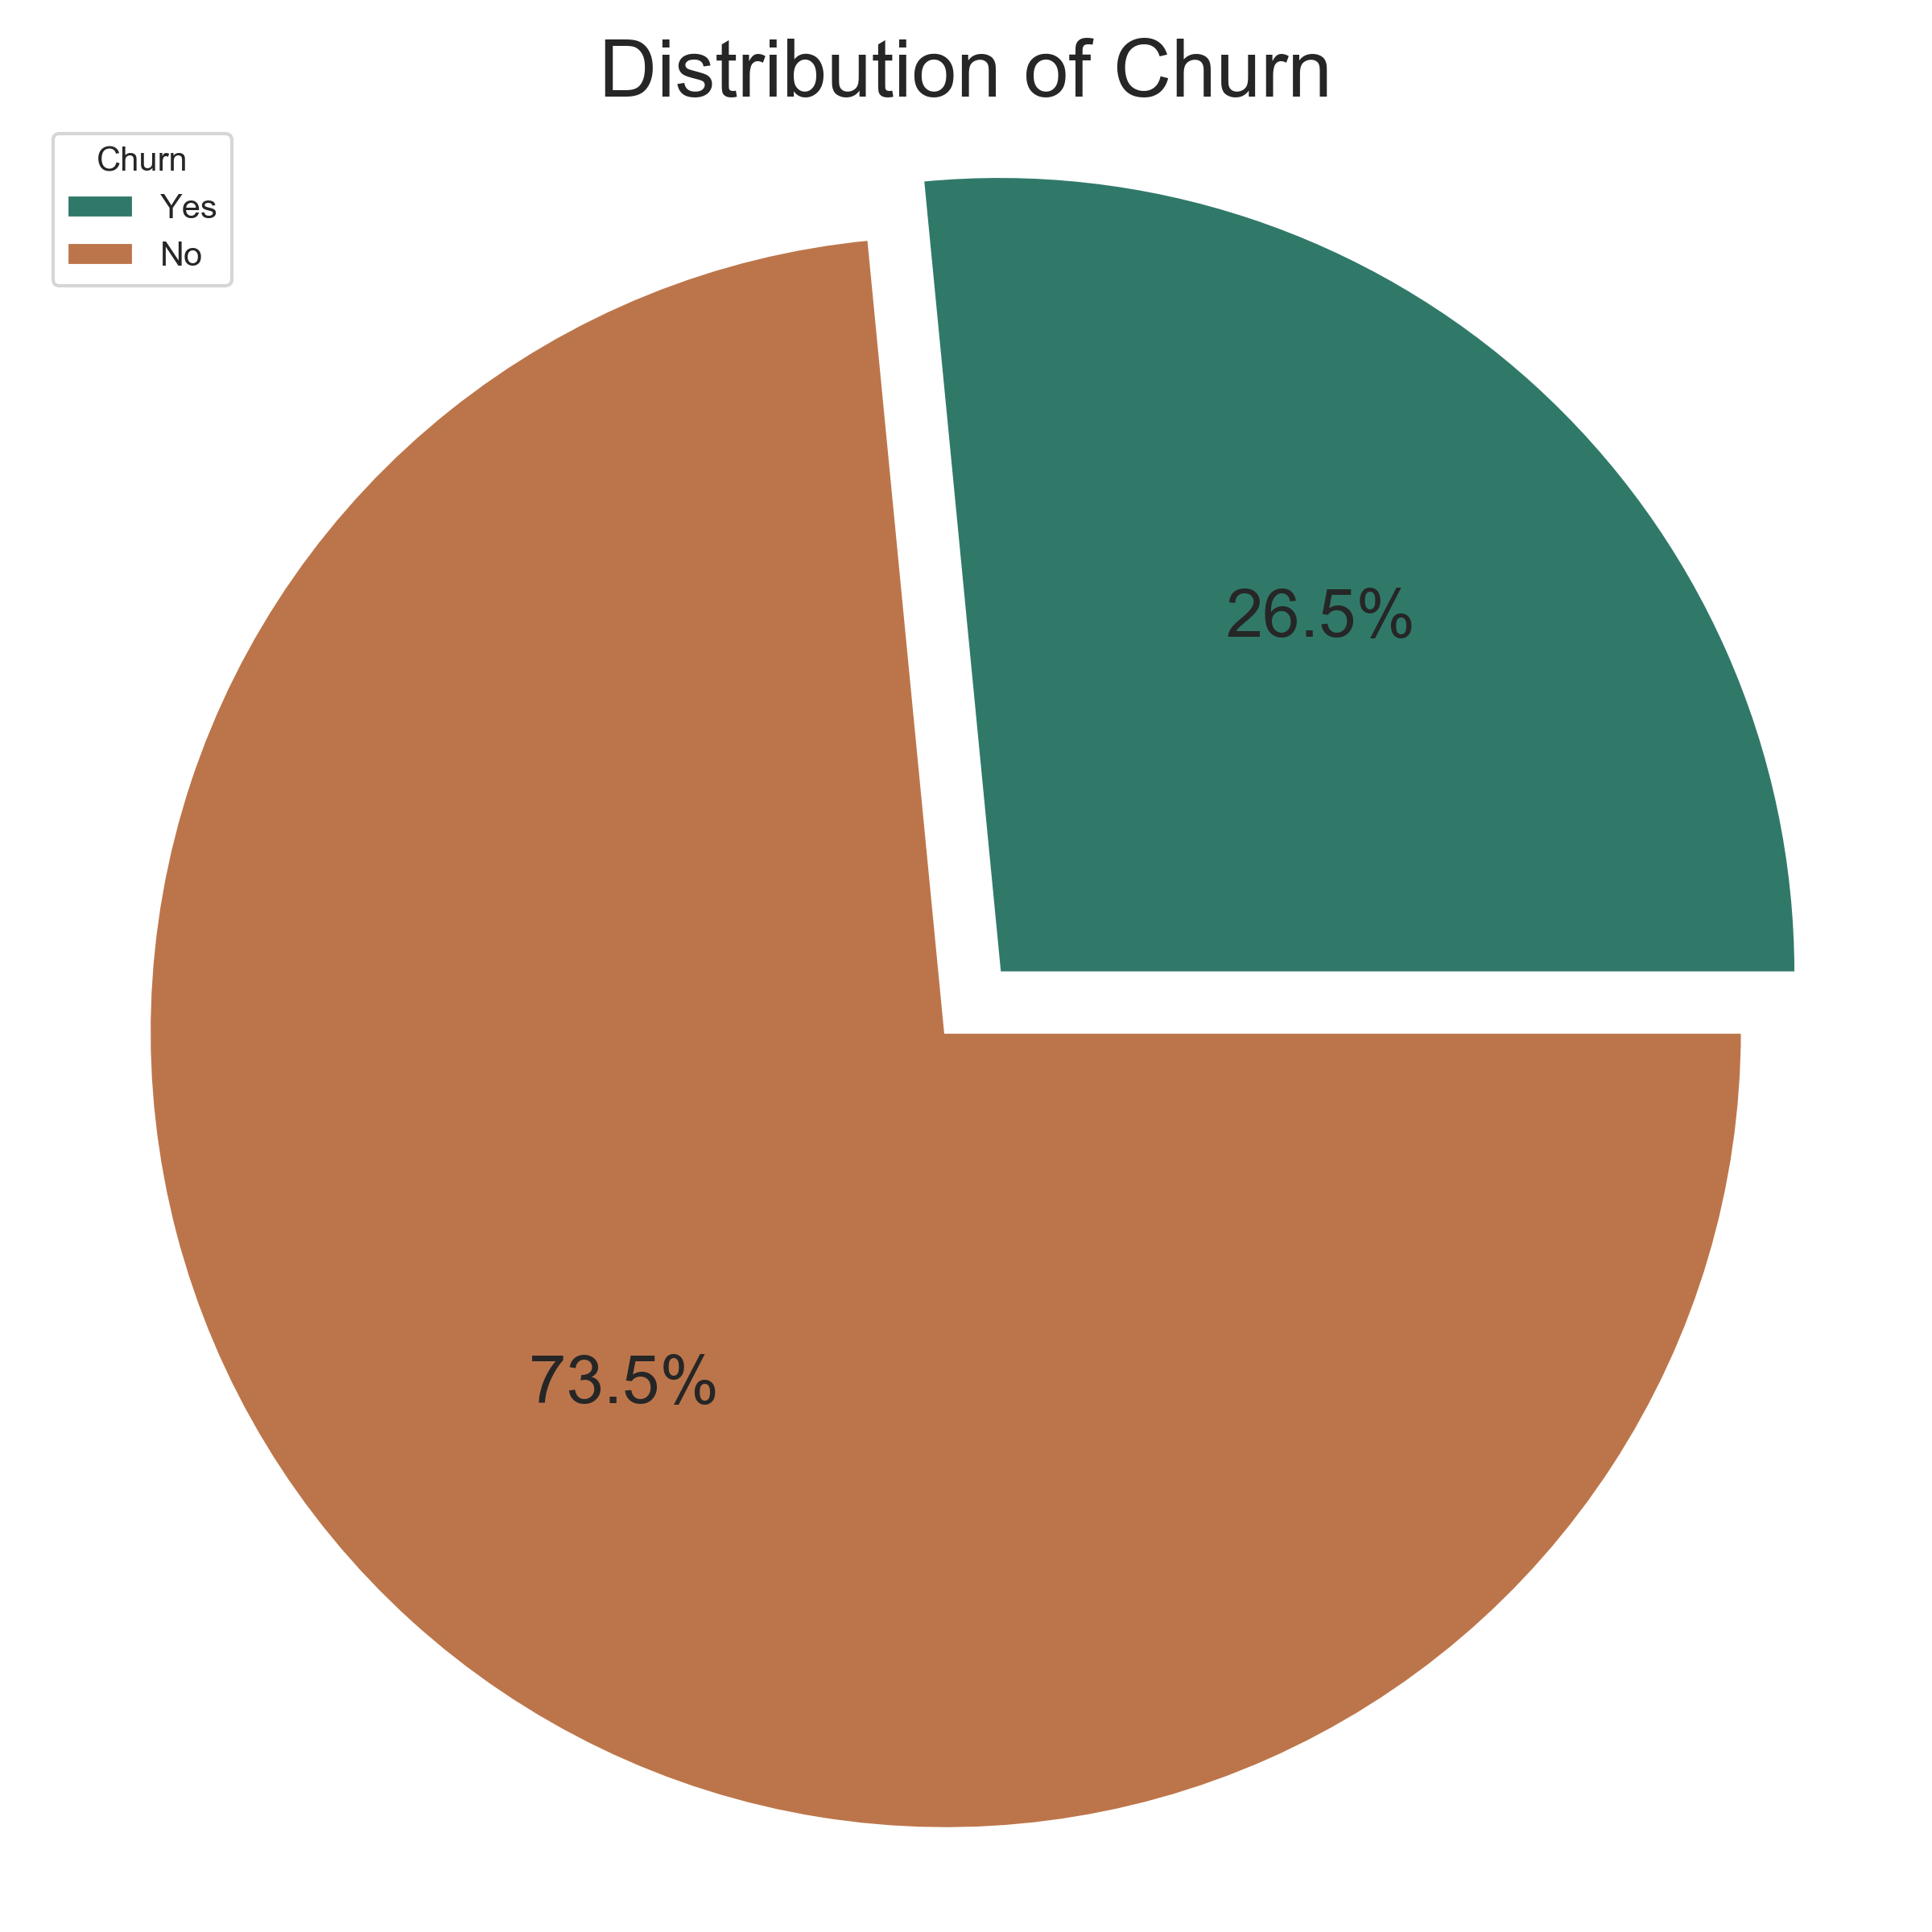 Distribution of Churn
Churn
Yes
No
26.5%
73.5%